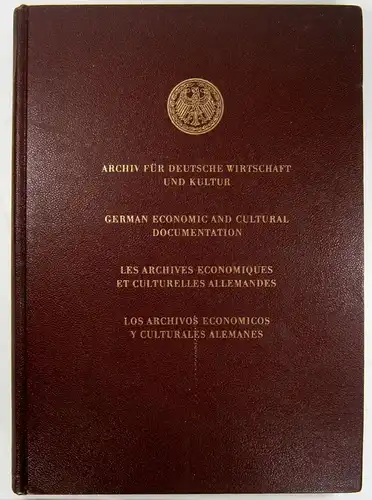 ARCHIV FÜR DEUTSCHE WIRTSCHAFT
UND KULTUR
GERMAN ECONOMIC AND CULTURAL
DOCUMENTATION
LES ARCHIVES ECONOMIQUES
ET CULTURELLES ALLEMANDES
LOS ARCHIVOS ECONOMICOS
Y CULTURALES ALEMANES